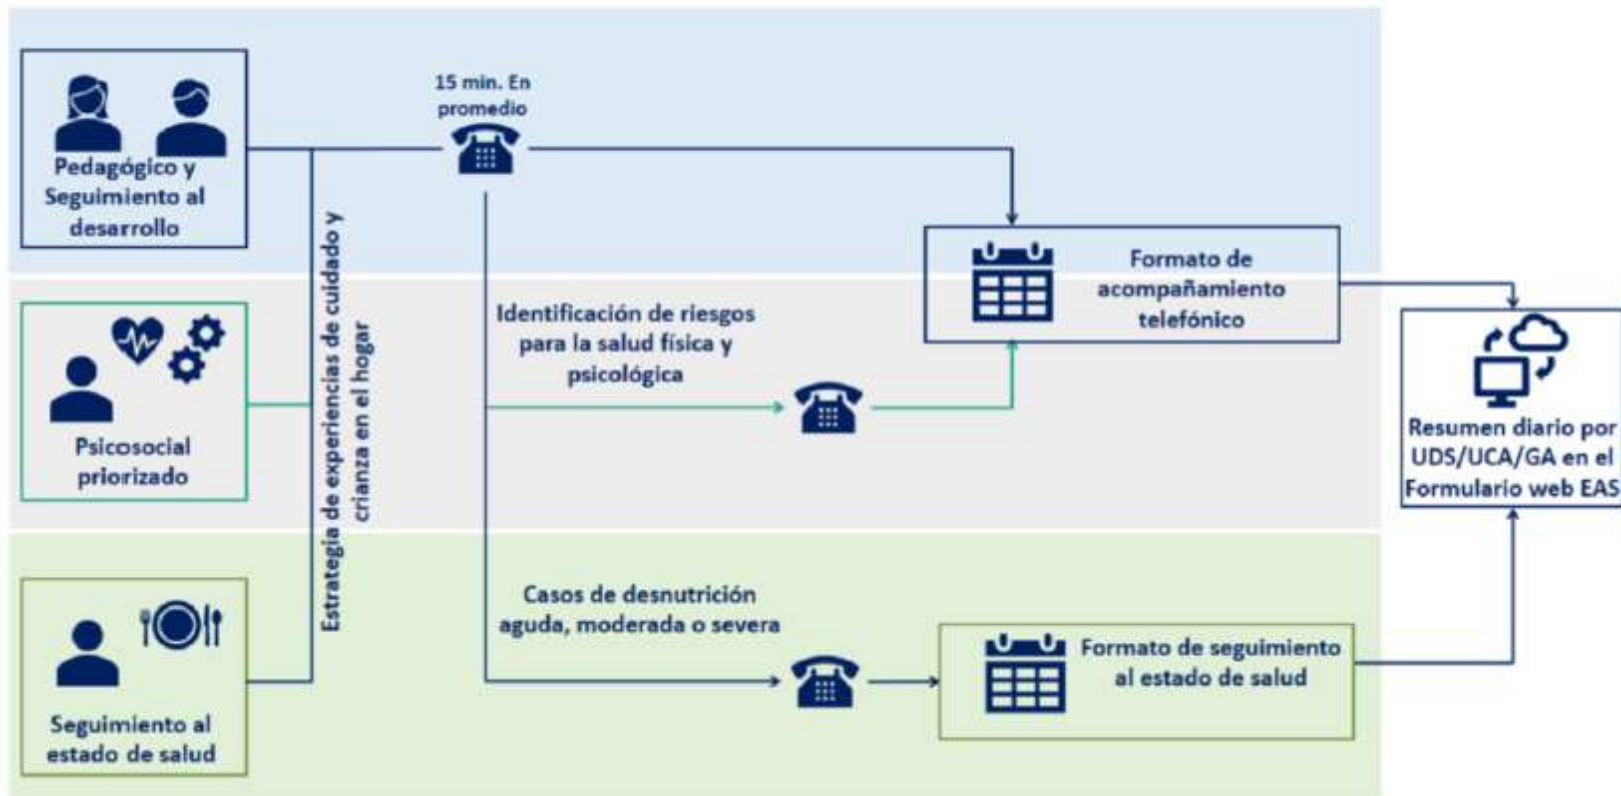 15 min. En
promedio
Pedagógico y
Seguimiento al
desarrollo
Estrategia de experiencias de cuidado y
crianza en el hogar
Formato de
acompañamiento
telefónico
Identificación de riesgos
para la salud física y
psicológica
Psicosocial
priorizado
Resumen diario por
UDS/UCA/GA en el
Formulario web EAS
Casos de desnutrición
aguda, moderada o severa
Formato de seguimiento
al estado de salud
Seguimiento al
estado de salud